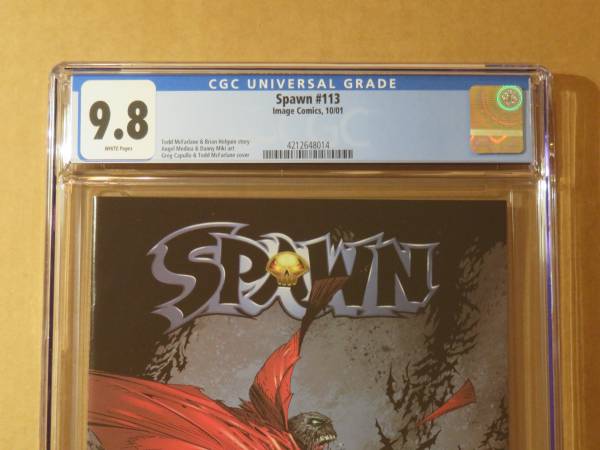 CGC UNIVERSAL GRADE
9.8
WHITE Pages
Spawn #113
Image Comics, 10/01
Todd McFarlane & Brian Holguin story
Angel Medina & Danny Miki art
Greg Capullo & Todd McFarlane cover
4212648014
SPAWN